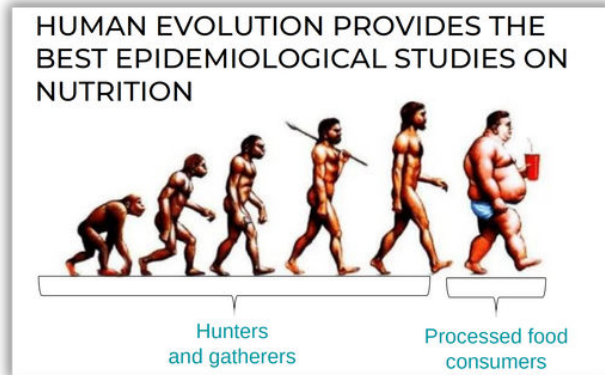 HUMAN EVOLUTION PROVIDES THE
BEST EPIDEMIOLOGICAL STUDIES ON
NUTRITION
Hunters
and gatherers
Processed food
consumers